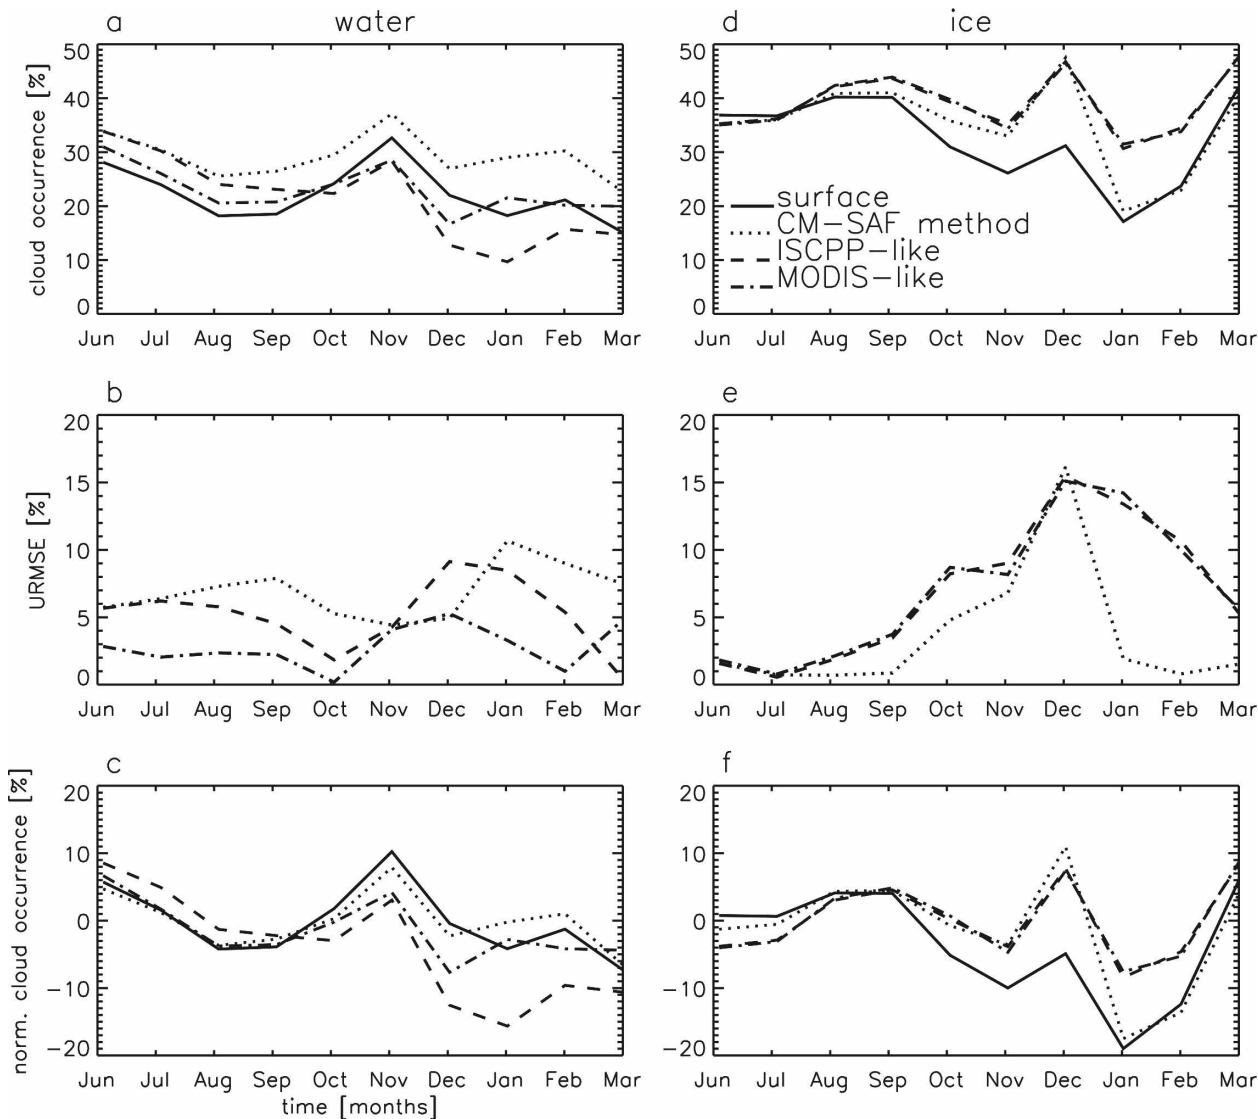 a water
cloud occurrence [%]
50
40
30
20
10
0
Jun Jul Aug Sep Oct Nov Dec Jan Feb Mar
d ice
50
40
30
20
10
0
surface
CM-SAF method
ISCPP-like
MODIS-like
Jun Jul Aug Sep Oct Nov Dec Jan Feb Mar
b
URMSE [%]
20
15
10
5
0
Jun Jul Aug Sep Oct Nov Dec Jan Feb Mar
e
20
15
10
5
0
Jun Jul Aug Sep Oct Nov Dec Jan Feb Mar
c
norm. cloud occurrence [%]
20
10
0
-10
-20
Jun Jul Aug Sep Oct Nov Dec Jan Feb Mar
time [months]
f
20
10
0
-10
-20
Jun Jul Aug Sep Oct Nov Dec Jan Feb Mar